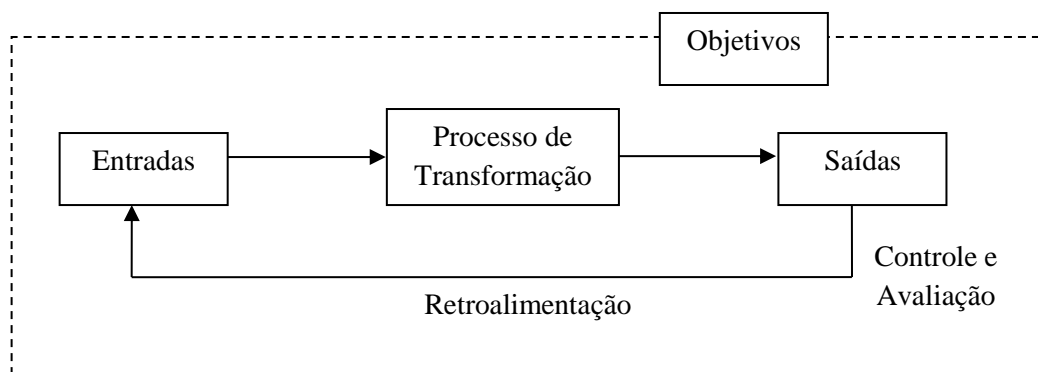 Objetivos
Entradas
Processo de
Transformação
Saídas
Controle e
Avaliação
Retroalimentação